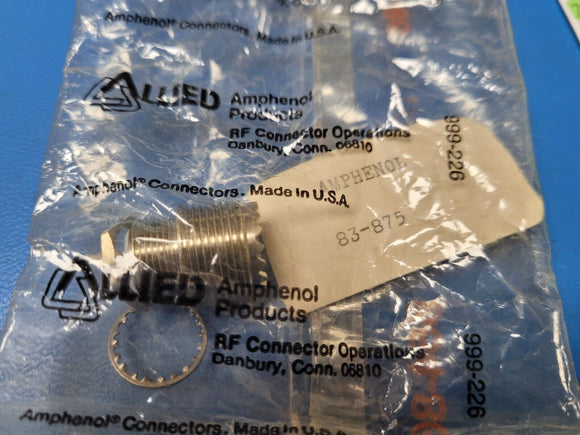 Amphenol® Connectors, Made In U.S.A.
ALLIED Amphenol
Products
RF Connector Operations
Danbury, Conn. 06810
999-226
Amphenol® Connectors, Made In U.S.A.
AMPHENOL
83-875
ALLIED Amphenol
Products
RF Connector Operations
Danbury, Conn. 06810
999-226
Amphenol® Connectors, Made In U.S.A.